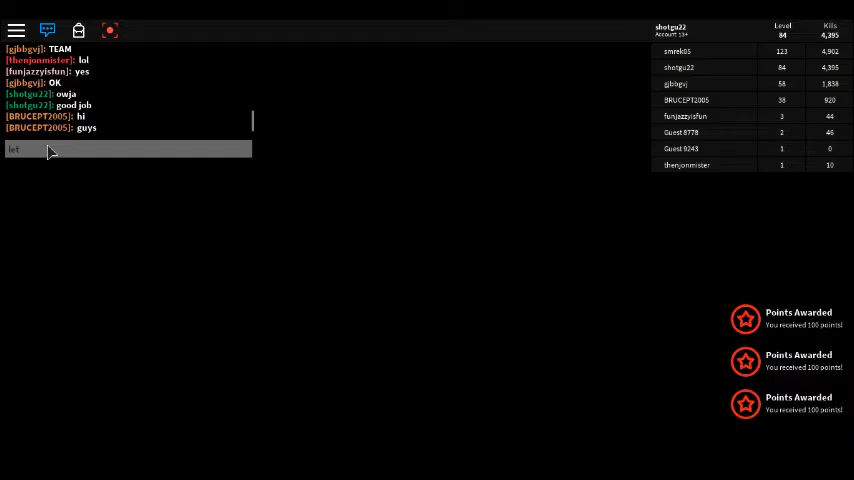 shotgu22
Account: 13+
Level
84
Kills
4,395
[gjbbgvj]: TEAM
[thenjonmister]: lol
[funjazzyisfun]: yes
[gjbbgvj]: OK
[shotgu22]: owja
[shotgu22]: good job
[BRUCEPT2005]: hi
[BRUCEPT2005]: guys
let
smrek05 123 4,902
shotgu22 84 4,395
gjbbgvj 58 1,838
BRUCEPT2005 38 920
funjazzyisfun 3 44
Guest 8778 2 46
Guest 9243 1 0
thenjonmister 1 10
Points Awarded
You received 100 points!
Points Awarded
You received 100 points!
Points Awarded
You received 100 points!